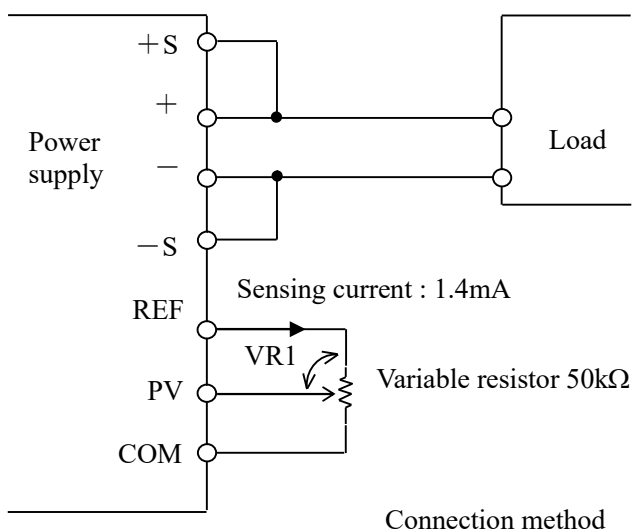 +S
+
Power
supply
−
Load
−S
Sensing current : 1.4mA
REF
VR1
Variable resistor 50kΩ
PV
COM
Connection method